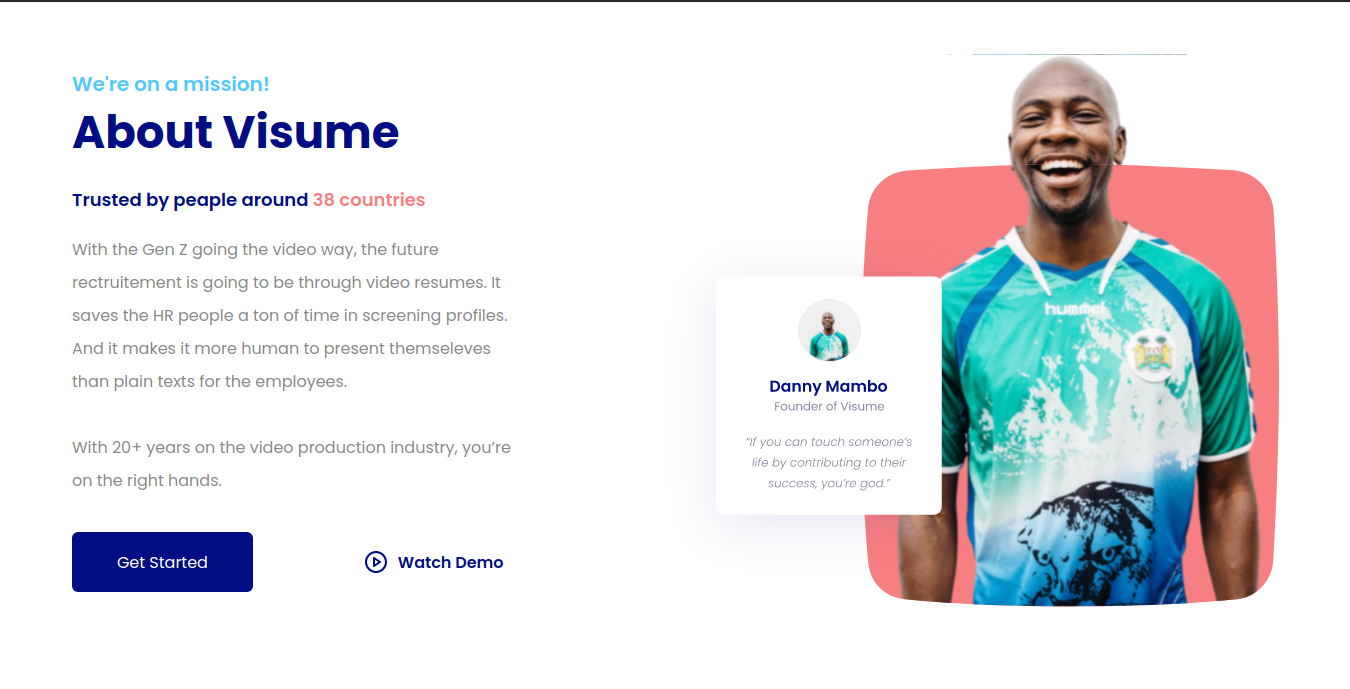 We're on a mission!
About Visume
Trusted by peaple around 38 countries
With the Gen Z going the video way, the future
recruitement is going to be through video resumes. It
saves the HR people a ton of time in screening profiles.
And it makes it more human to present themseleves
than plain texts for the employees.
With 20+ years on the video production industry, you’re
on the right hands.
Get Started
Watch Demo
hummel
Danny Mambo
Founder of Visume
“If you can touch someone’s
life by contributing to their
success, you’re god.”